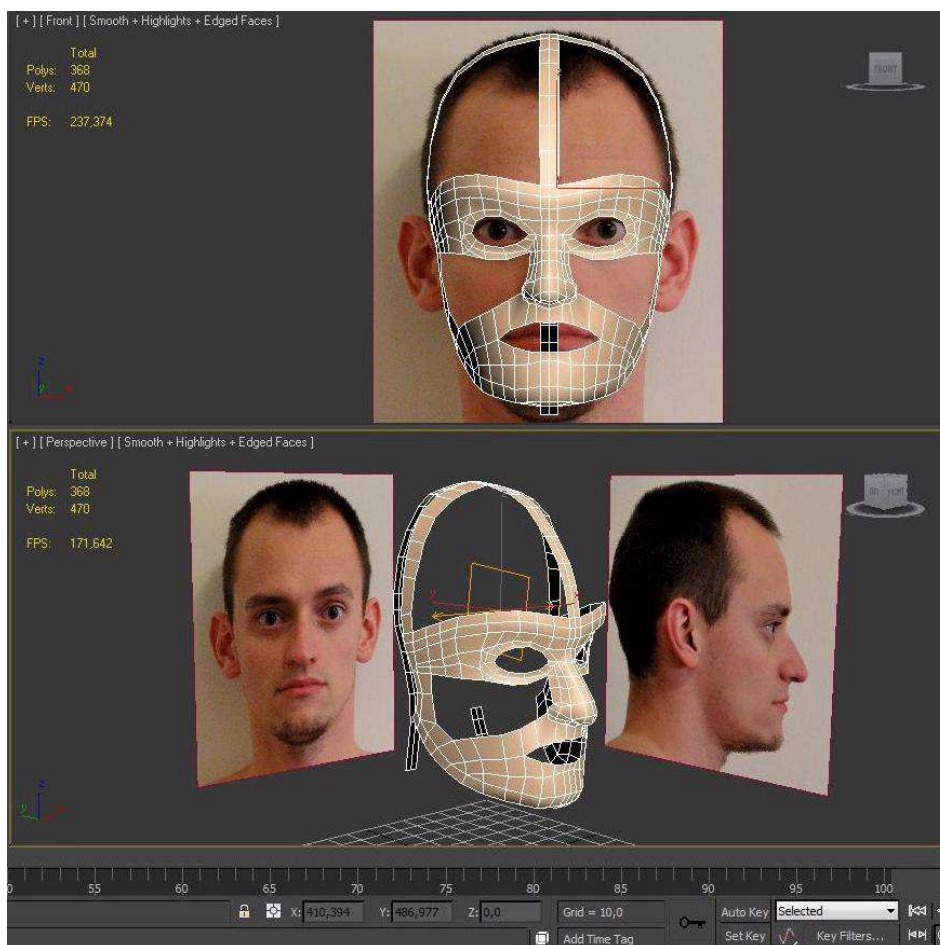 [ + ] [ Front ] [ Smooth + Highlights + Edged Faces ]
Total
Polys: 368
Verts: 470
FPS: 237,374
FRONT
z
x
[ + ] [ Perspective ] [ Smooth + Highlights + Edged Faces ]
Total
Polys: 368
Verts: 470
FPS: 171,642
y
x
z
y
55 60 65 70 75 80 85 90 95 100
X: 410,394 Y: 486,977 Z: 0,0 Grid = 10,0 Auto Key Selected
Add Time Tag Set Key Key Filters...